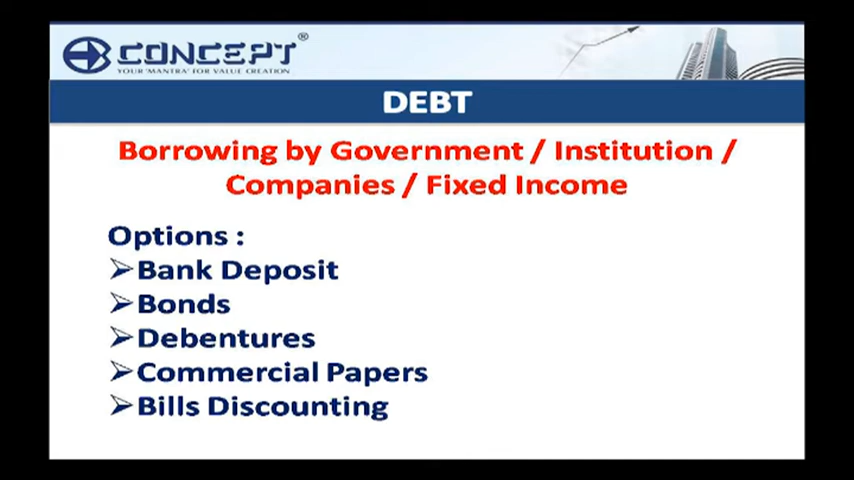 CONCEPT®
YOUR 'MANTRA' FOR VALUE CREATION
DEBT
Borrowing by Government / Institution /
Companies / Fixed Income
Options :
➢Bank Deposit
➢Bonds
➢Debentures
➢Commercial Papers
➢Bills Discounting